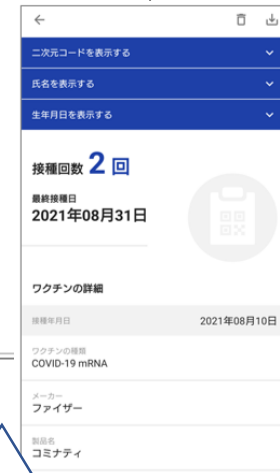 二次元コードを表示する
氏名を表示する
生年月日を表示する
接種回数 2 回
最終接種日
2021年08月31日
ワクチンの詳細
接種年月日 2021年08月10日
ワクチンの種類
COVID-19 mRNA
メーカー
ファイザー
製品名
コミナティ